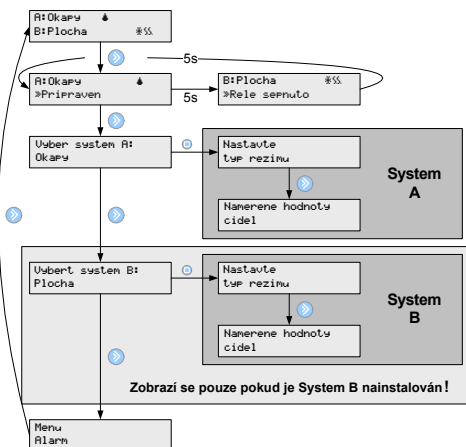 A:Okapy
B:Plocha
5s
A:Okapy
»Pripraven
5s
B:Plocha
»Rele sepnuto
Vyber system A:
Okapy
Nastavte
typ rezimu
Namerene hodnoty
cidel
System
A
Vybert system B:
Plocha
Nastavte
typ rezimu
Namerene hodnoty
cidel
System
B
Zobrazí se pouze pokud je System B nainstalován!
Menu
Alarm